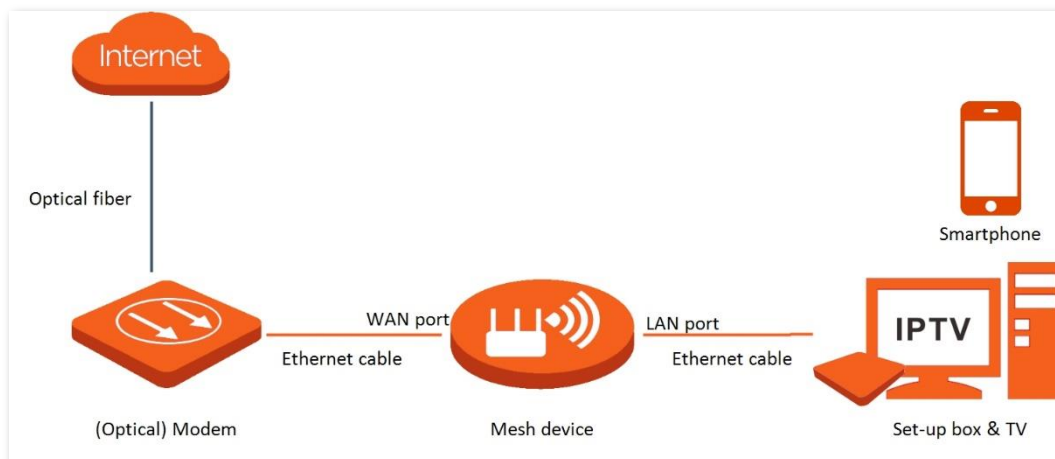 Internet
Optical fiber
Smartphone
WAN port
LAN port
IPTV
Ethernet cable
Ethernet cable
(Optical) Modem
Mesh device
Set-up box & TV